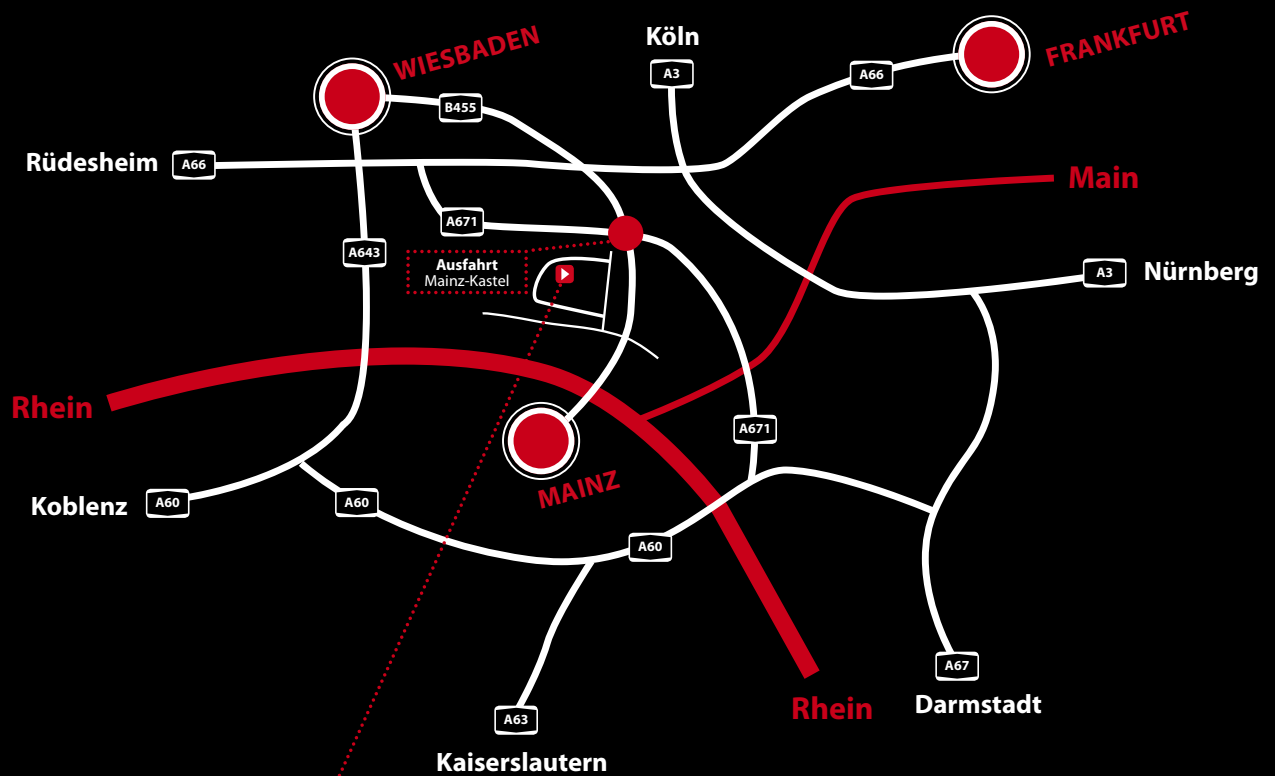 FRANKFURT
WIESBADEN
Köln
A3
A66
B455
Rüdesheim
A66
Main
A671
A643
Ausfahrt
Mainz-Kastel
A3
Nürnberg
Rhein
A671
MAINZ
Koblenz
A60
A60
A60
A67
Darmstadt
Rhein
A63
Kaiserslautern